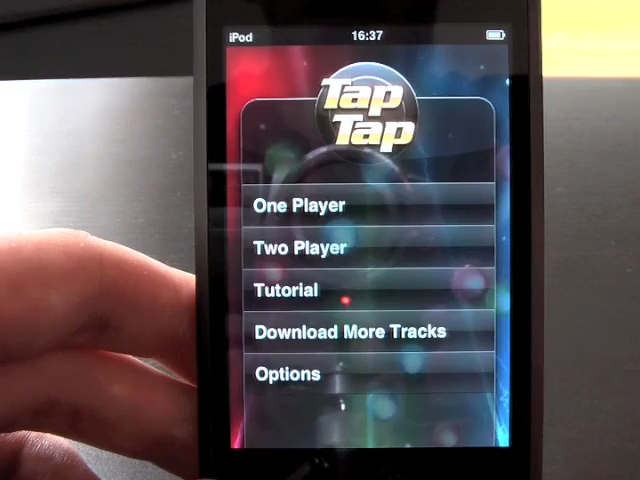 iPod 16:37
Tap
Tap
One Player
Two Player
Tutorial
Download More Tracks
Options